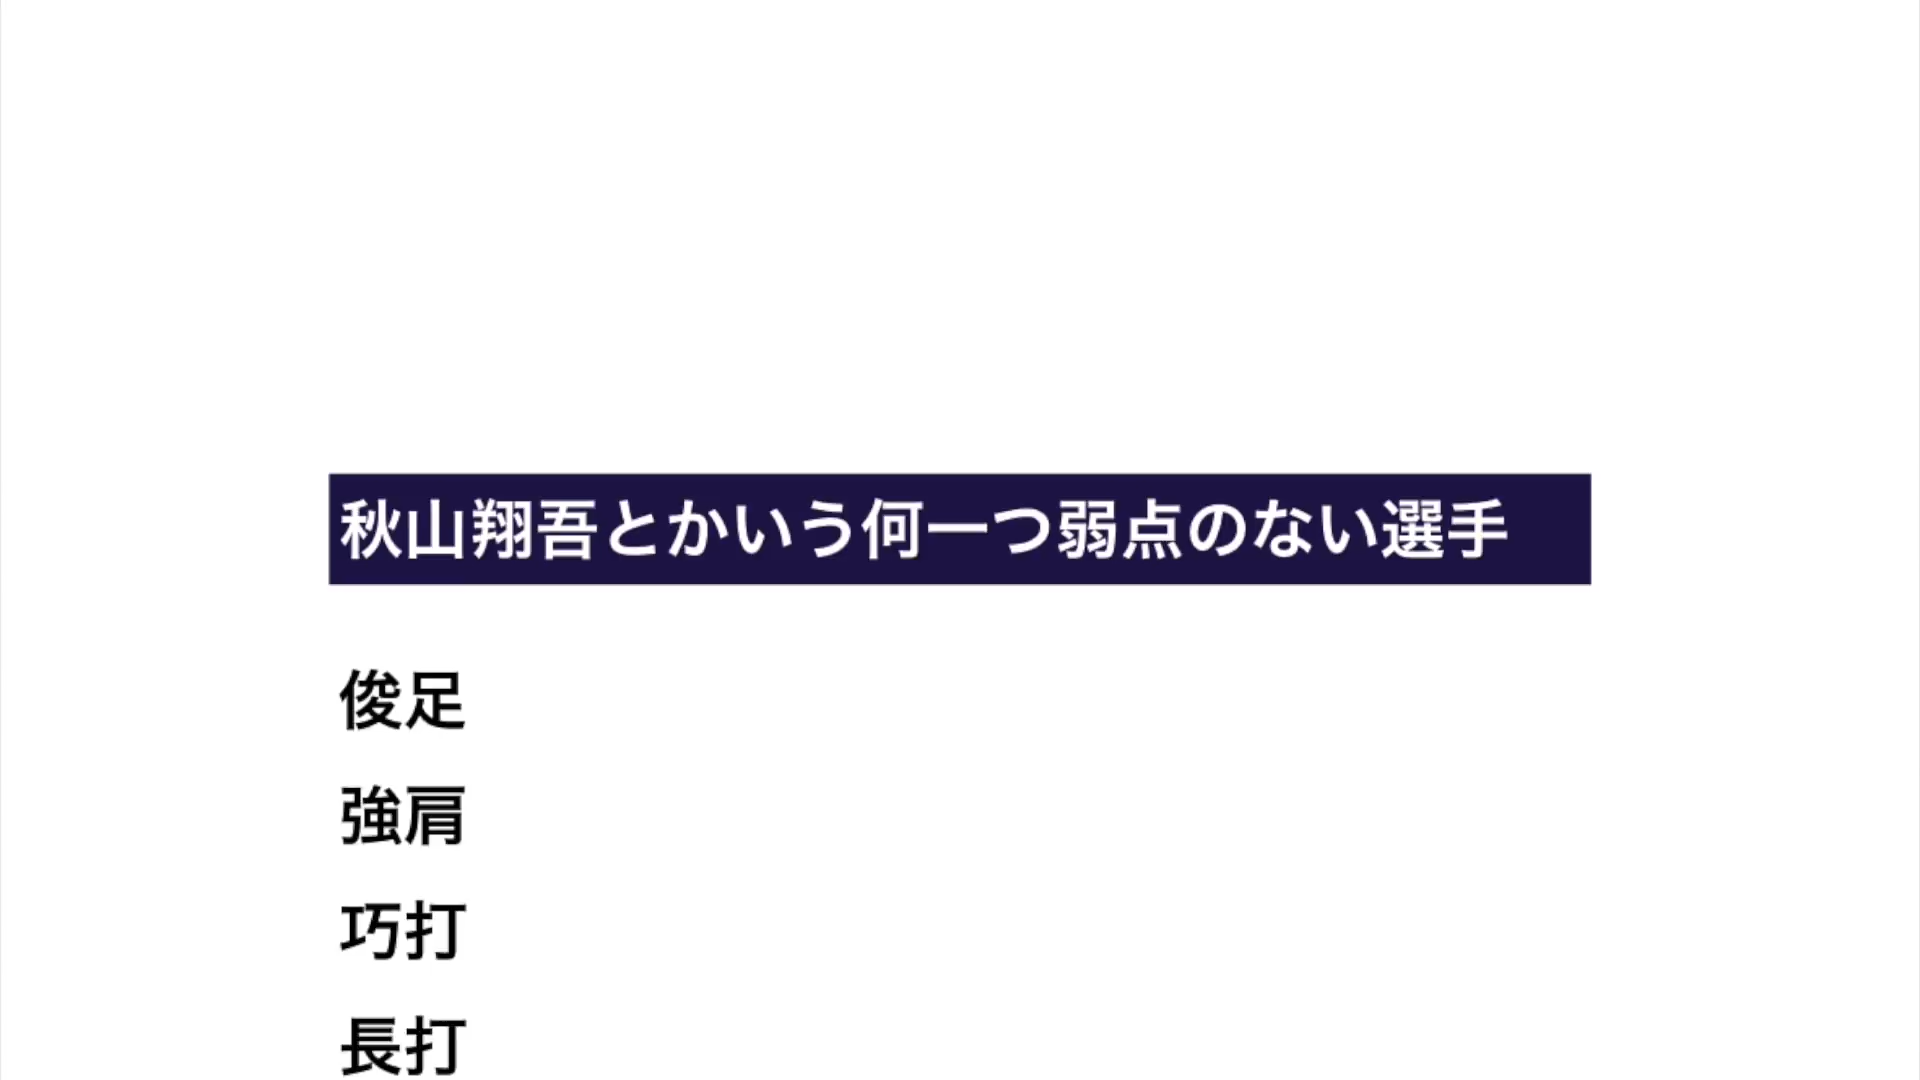 秋山翔吾とかいう何一つ弱点のない選手
俊足
強肩
巧打
長打